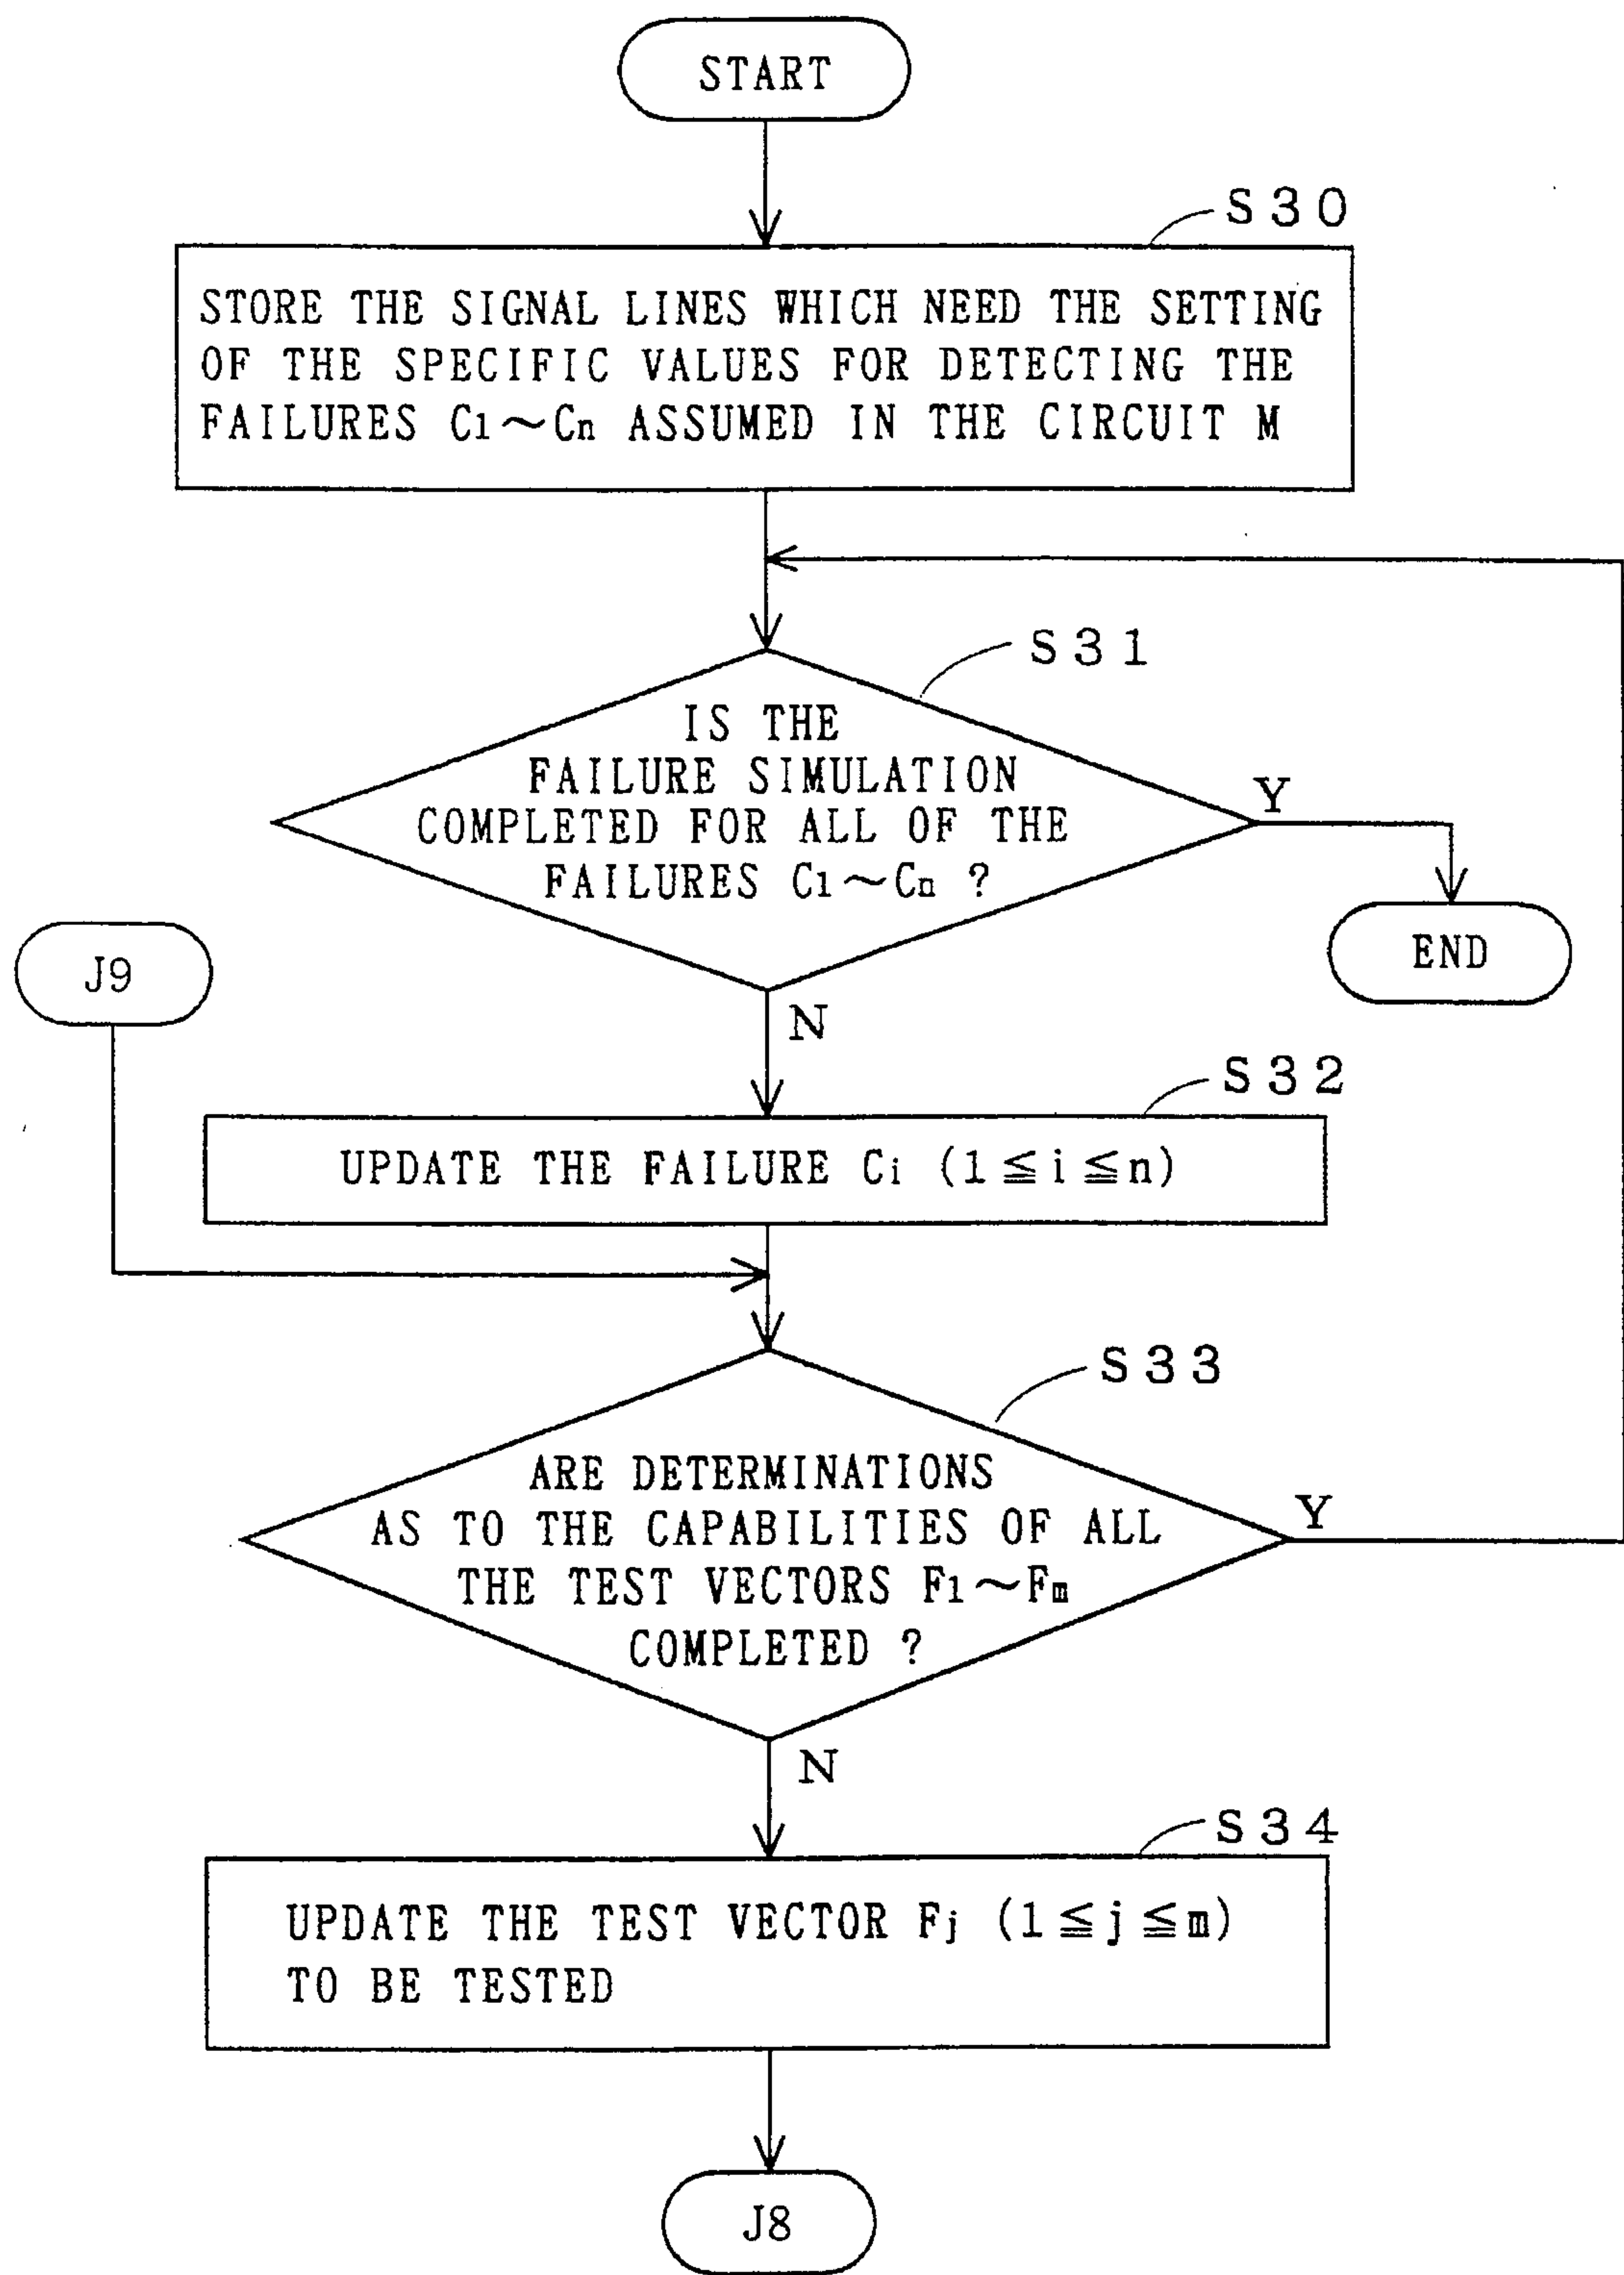 START
S30
STORE THE SIGNAL LINES WHICH NEED THE SETTING
OF THE SPECIFIC VALUES FOR DETECTING THE
FAILURES C1~Cn ASSUMED IN THE CIRCUIT M
S31
IS THE
FAILURE SIMULATION
COMPLETED FOR ALL OF THE
FAILURES C1~Cn ?
Y
END
J9
N
S32
UPDATE THE FAILURE Ci (1≦i≦n)
S33
ARE DETERMINATIONS
AS TO THE CAPABILITIES OF ALL
THE TEST VECTORS F1~Fm
COMPLETED ?
Y
N
S34
UPDATE THE TEST VECTOR Fj (1≦j≦m)
TO BE TESTED
J8